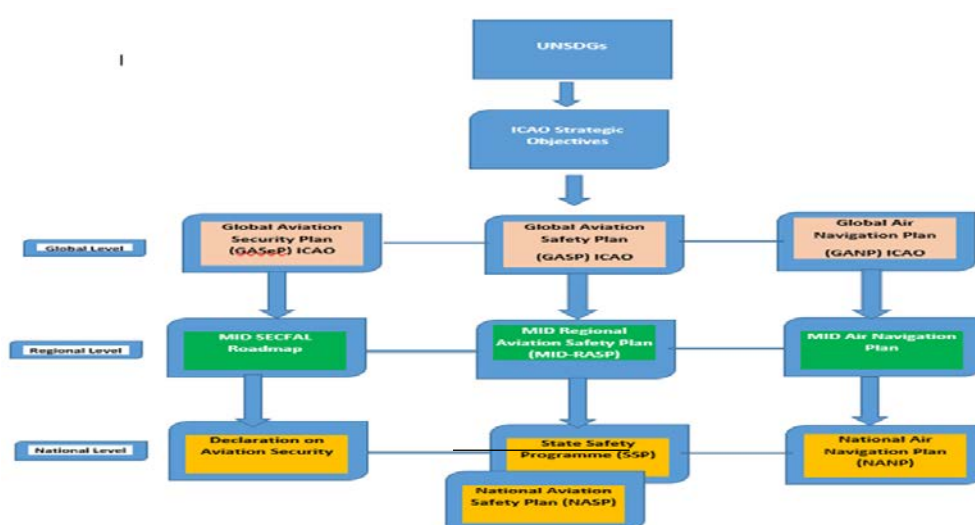 UNSDGs
ICAO Strategic
Objectives
Global Level
Global Aviation
Security Plan
(GASeP) ICAO
Global Aviation
Safety Plan
(GASP) ICAO
Global Air
Navigation Plan
(GANP) ICAO
Regional Level
MID SECFAL
Roadmap
MID Regional
Aviation Safety Plan
(MID-RASP)
MID Air Navigation
Plan
National Level
Declaration on
Aviation Security
State Safety
Programme (SSP)
National Air
Navigation Plan
(NANP)
National Aviation
Safety Plan (NASP)